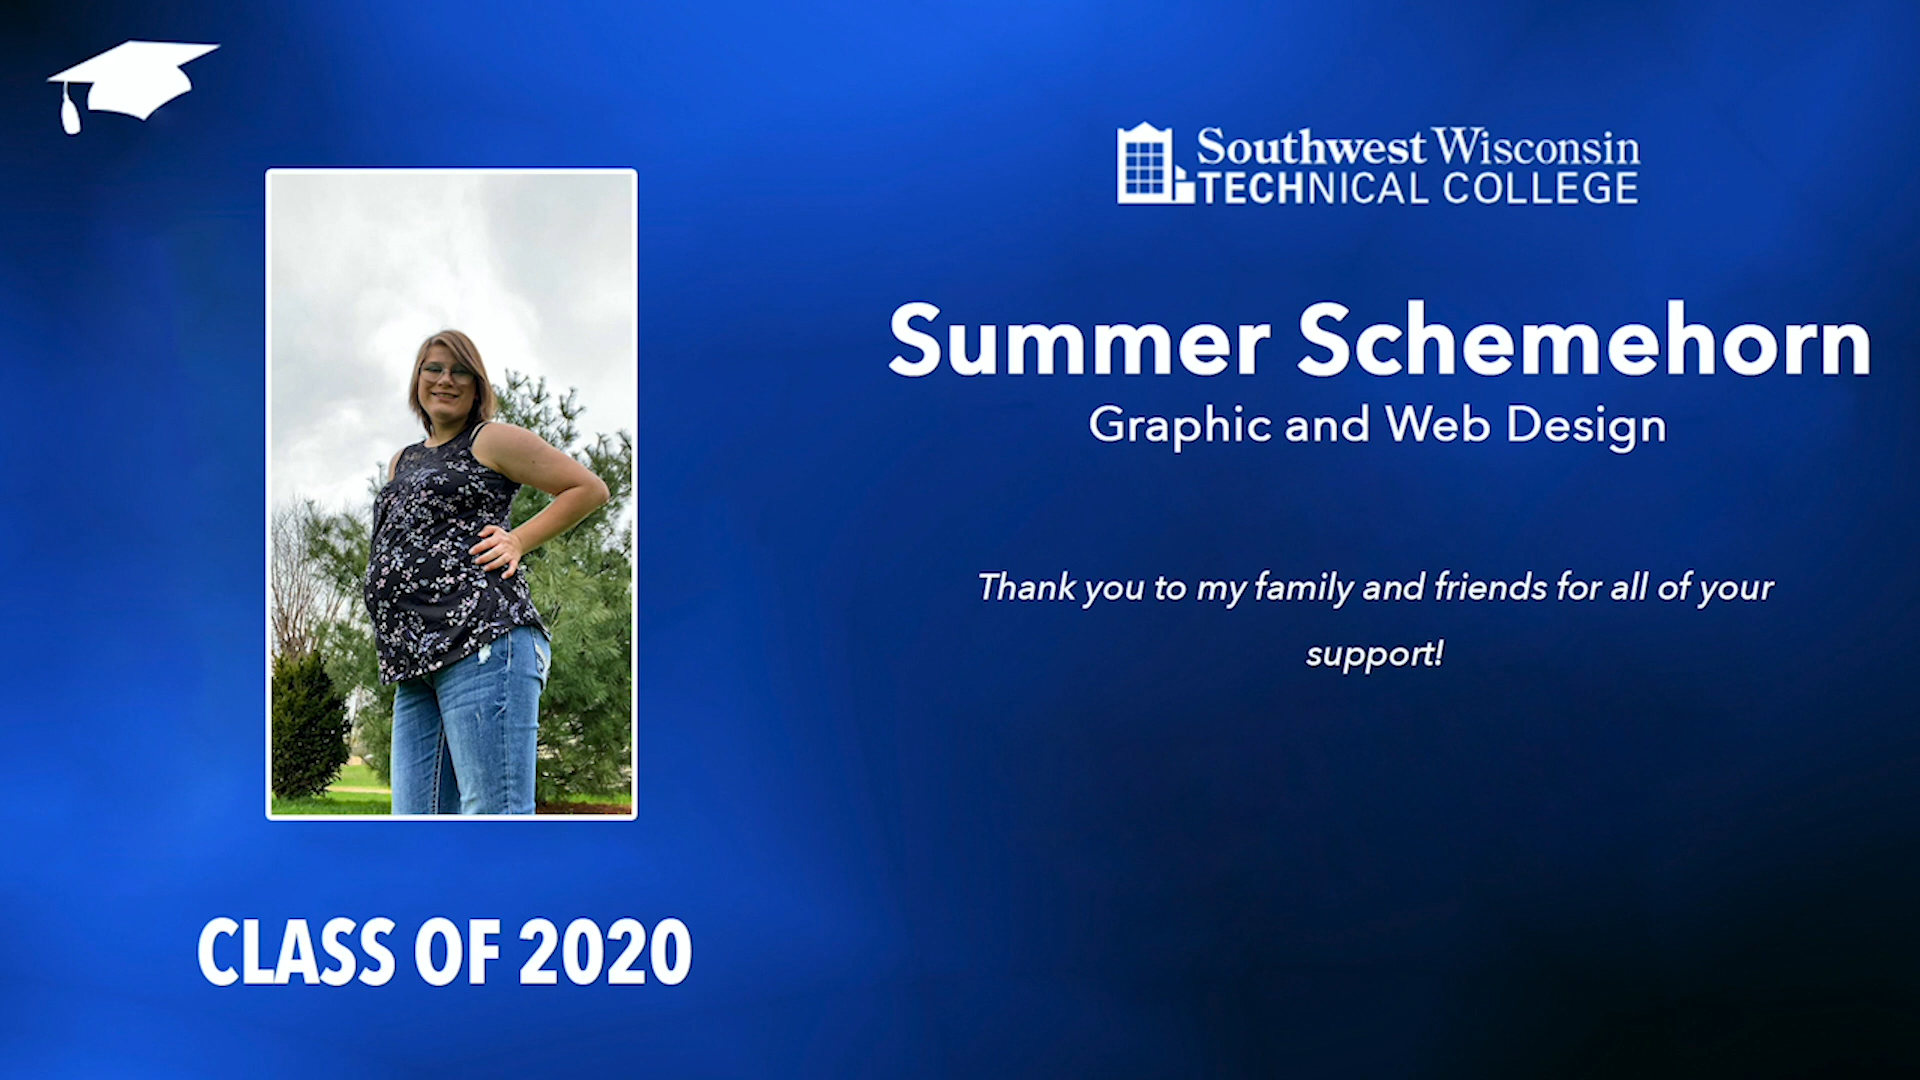 Southwest Wisconsin
TECHNICAL COLLEGE
Summer Schemehorn
Graphic and Web Design
Thank you to my family and friends for all of your
support!
CLASS OF 2020